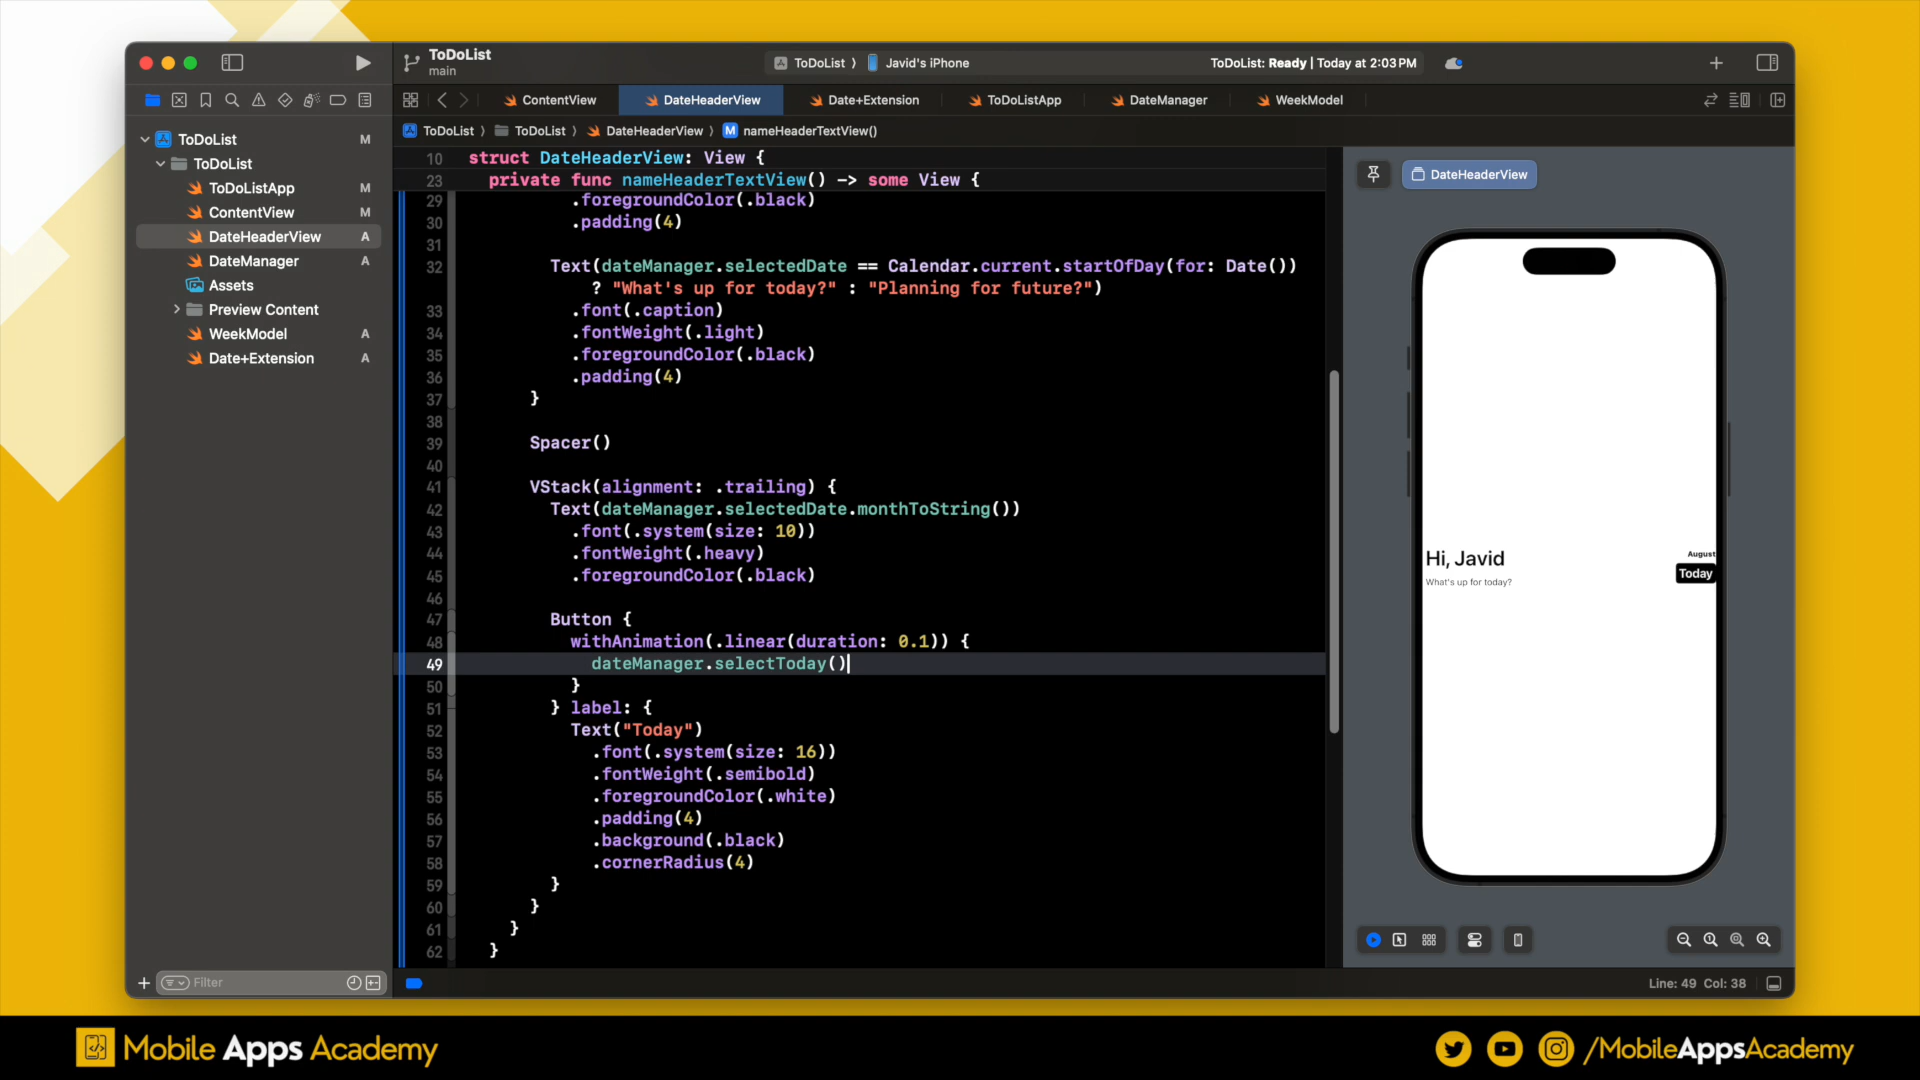 ToDoList
main
ToDoList 〉 Javid's iPhone
ToDoList: Ready | Today at 2:03 PM
ContentView
DateHeaderView
Date+Extension
ToDoListApp
DateManager
WeekModel
ToDoList 〉 ToDoList 〉 DateHeaderView 〉 M nameHeaderTextView()
ToDoList M
ToDoList
ToDoListApp M
ContentView M
DateHeaderView A
DateManager A
Assets
Preview Content
WeekModel A
Date+Extension A
Filter
10 struct DateHeaderView: View {
23 private func nameHeaderTextView() -> some View {
29 .foregroundColor(.black)
30 .padding(4)
31
32 Text(dateManager.selectedDate == Calendar.current.startOfDay(for: Date())
? "What's up for today?" : "Planning for future?")
33 .font(.caption)
34 .fontWeight(.light)
35 .foregroundColor(.black)
36 .padding(4)
37 }
38
39 Spacer()
40
41 VStack(alignment: .trailing) {
42 Text(dateManager.selectedDate.monthToString())
43 .font(.system(size: 10))
44 .fontWeight(.heavy)
45 .foregroundColor(.black)
46
47 Button {
48 withAnimation(.linear(duration: 0.1)) {
49 dateManager.selectToday()
50 }
51 } label: {
52 Text("Today")
53 .font(.system(size: 16))
54 .fontWeight(.semibold)
55 .foregroundColor(.white)
56 .padding(4)
57 .background(.black)
58 .cornerRadius(4)
59 }
60 }
61 }
62 }
DateHeaderView
Hi, Javid
What's up for today?
August
Today
Line: 49 Col: 38
Mobile Apps Academy
/MobileAppsAcademy